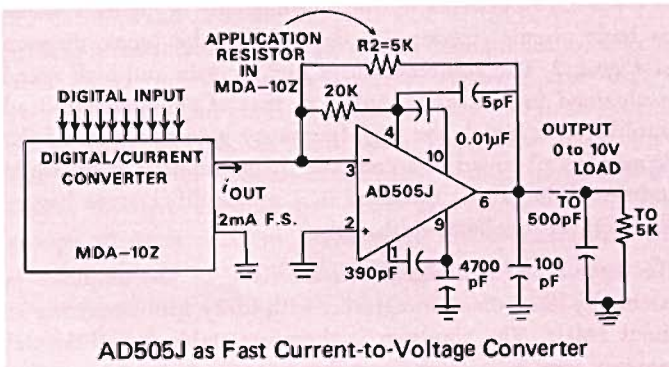 APPLICATION
RESISTOR
IN
MDA-10Z
R2=5K
DIGITAL INPUT
20K
5pF
4
0.01µF
10
DIGITAL/CURRENT
CONVERTER
iOUT
2mA F.S.
MDA-10Z
3
−
AD505J
6
2
+
9
1
390pF
4700
pF
100
pF
OUTPUT
0 to 10V
LOAD
TO
500pF
TO
5K
AD505J as Fast Current-to-Voltage Converter